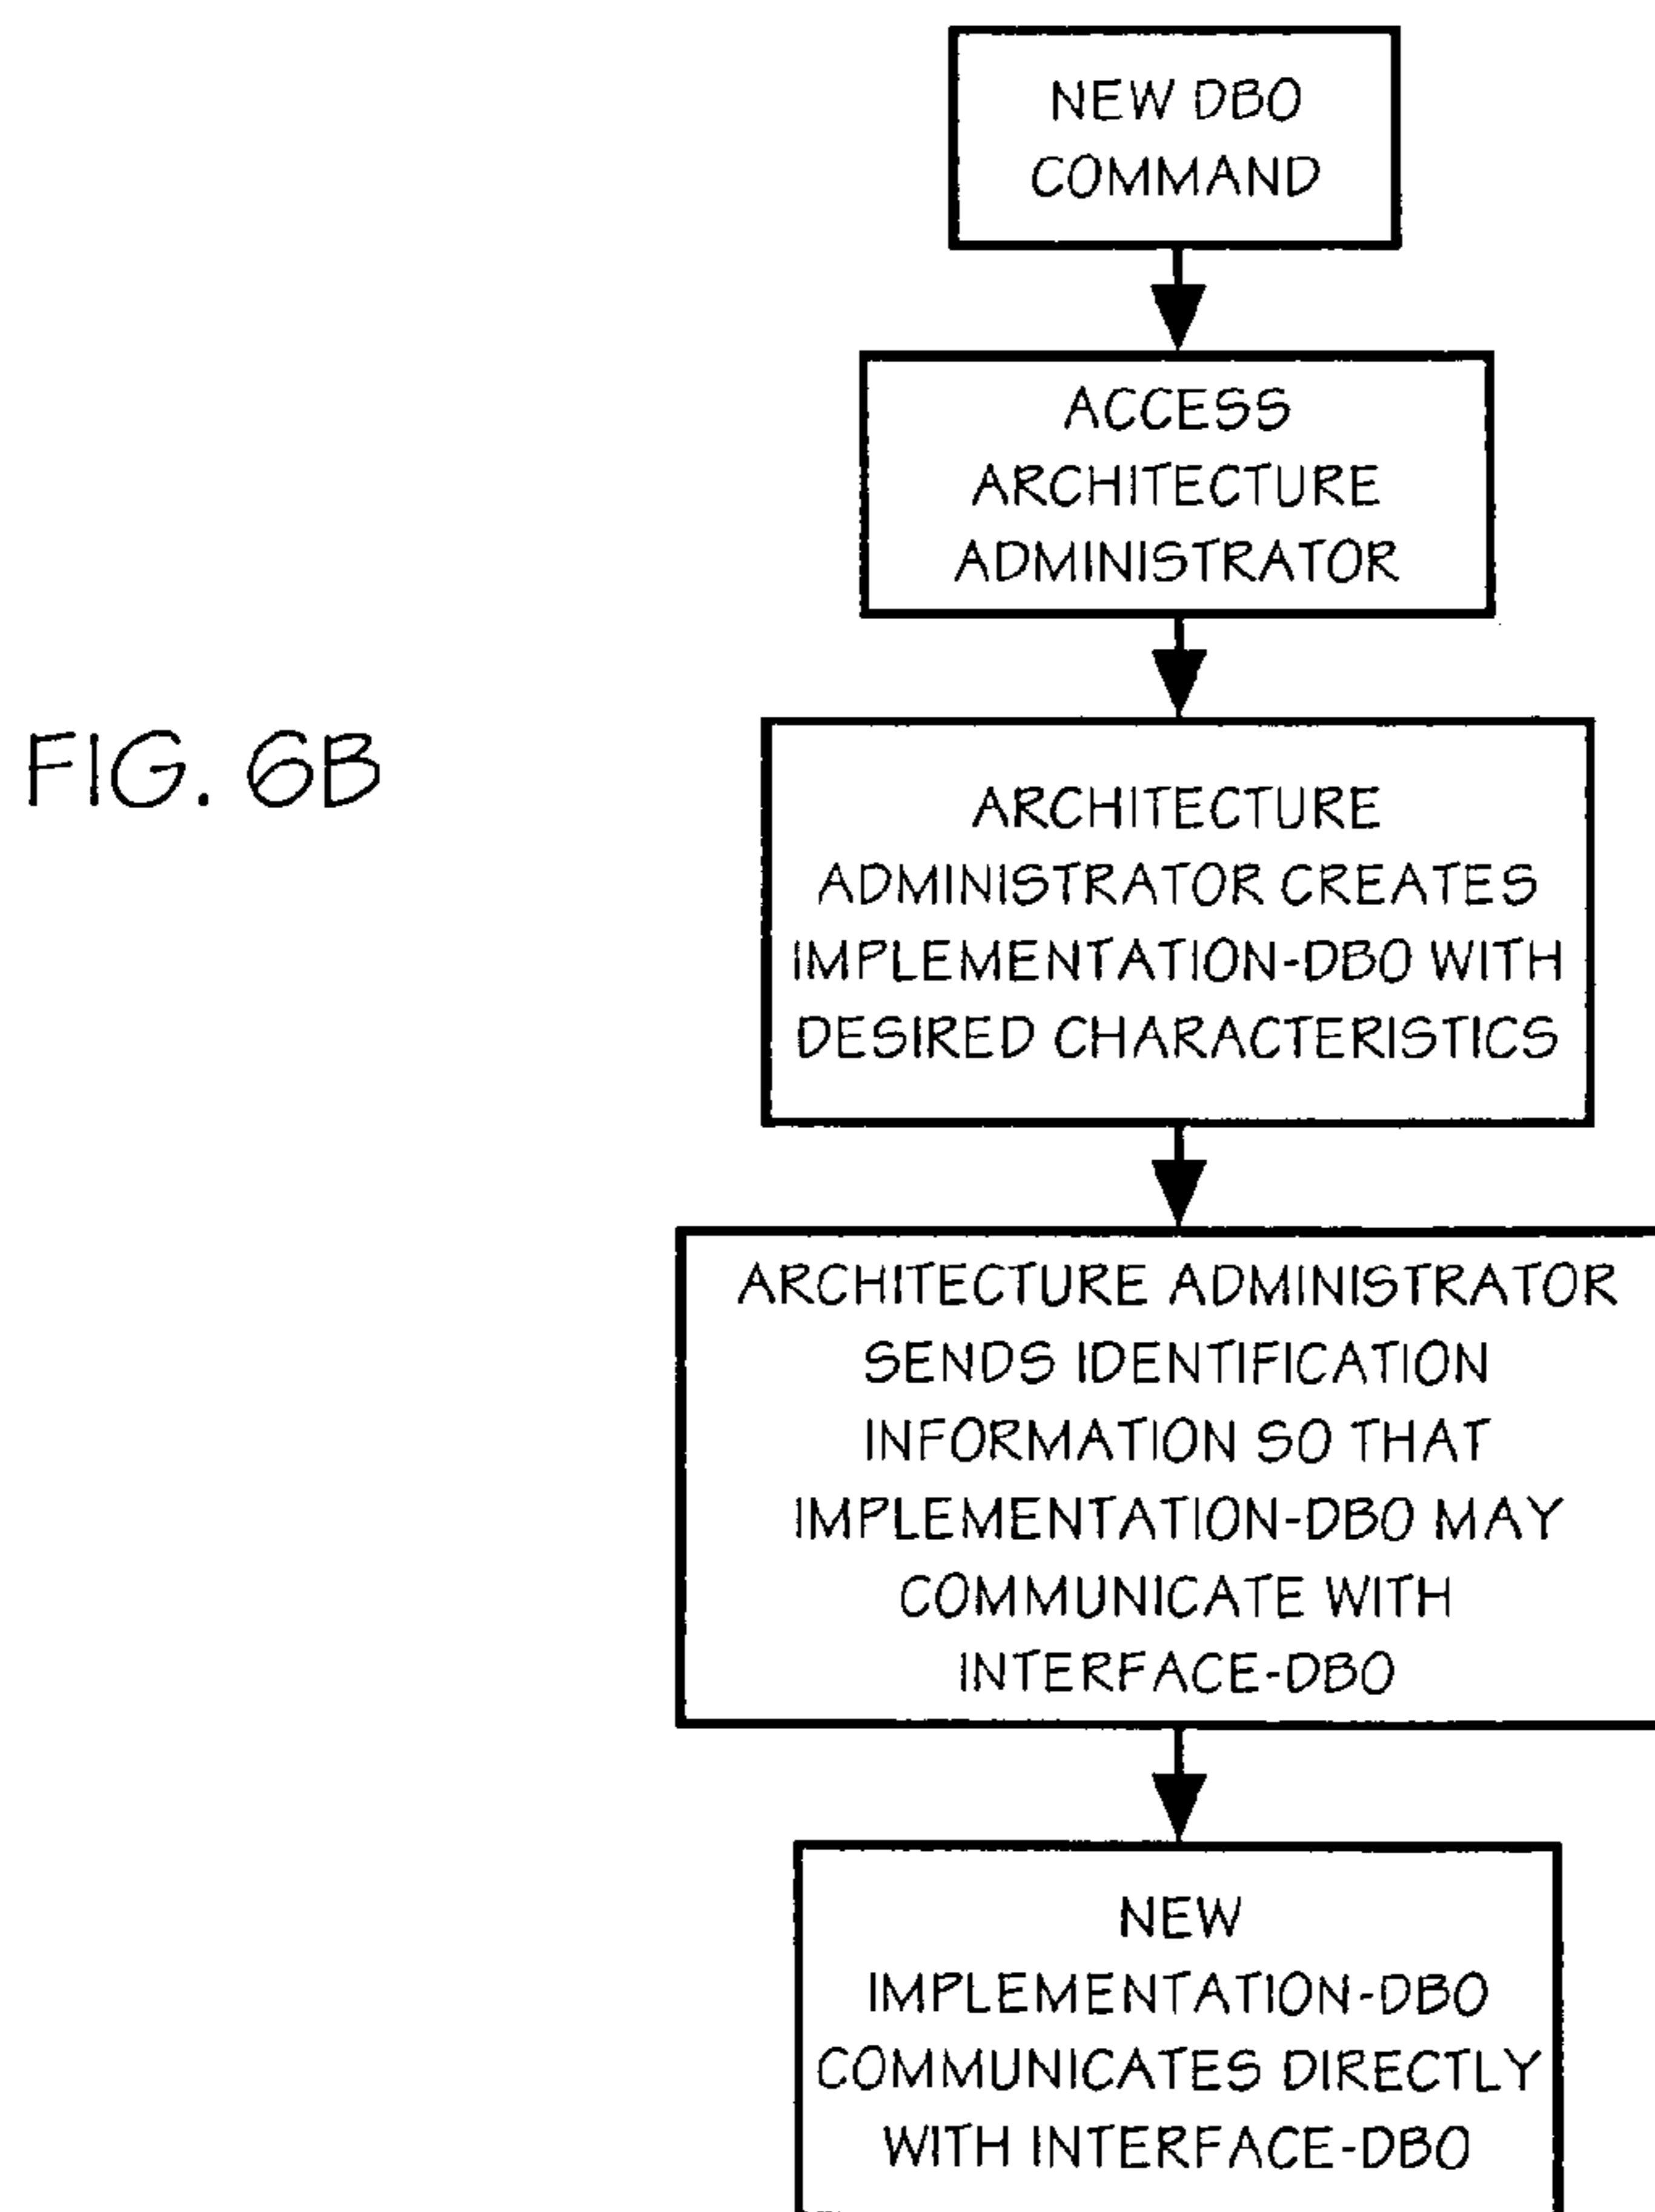 NEW DBO
COMMAND
ACCESS
ARCHITECTURE
ADMINISTRATOR
FIG. 6B
ARCHITECTURE
ADMINISTRATOR CREATES
IMPLEMENTATION-DBO WITH
DESIRED CHARACTERISTICS
ARCHITECTURE ADMINISTRATOR
SENDS IDENTIFICATION
INFORMATION SO THAT
IMPLEMENTATION-DBO MAY
COMMUNICATE WITH
INTERFACE-DBO
NEW
IMPLEMENTATION-DBO
COMMUNICATES DIRECTLY
WITH INTERFACE-DBO